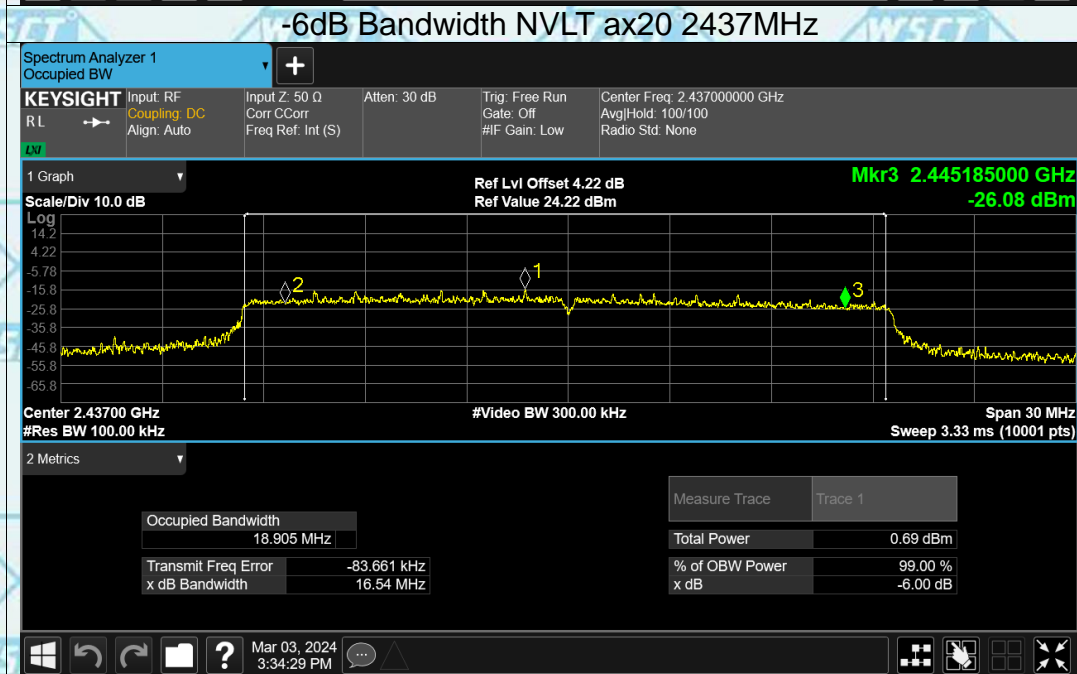 -6dB Bandwidth NVLT ax20 2437MHz
Spectrum Analyzer 1
Occupied BW
+
KEYSIGHT
R L
LXI
Input: RF
Coupling: DC
Align: Auto
Input Z: 50 Ω
Corr CCorr
Freq Ref: Int (S)
Atten: 30 dB
Trig: Free Run
Gate: Off
#IF Gain: Low
Center Freq: 2.437000000 GHz
Avg|Hold: 100/100
Radio Std: None
1 Graph
Scale/Div 10.0 dB
Ref Lvl Offset 4.22 dB
Ref Value 24.22 dBm
Mkr3 2.445185000 GHz
-26.08 dBm
Log
14.2
4.22
-5.78
-15.8
-25.8
-35.8
-45.8
-55.8
-65.8
2
1
3
Center 2.43700 GHz
#Video BW 300.00 kHz
Span 30 MHz
#Res BW 100.00 kHz
Sweep 3.33 ms (10001 pts)
2 Metrics
Measure Trace Trace 1
Occupied Bandwidth
18.905 MHz
Total Power 0.69 dBm
Transmit Freq Error -83.661 kHz
% of OBW Power 99.00 %
x dB Bandwidth 16.54 MHz
x dB -6.00 dB
?
Mar 03, 2024
3:34:29 PM